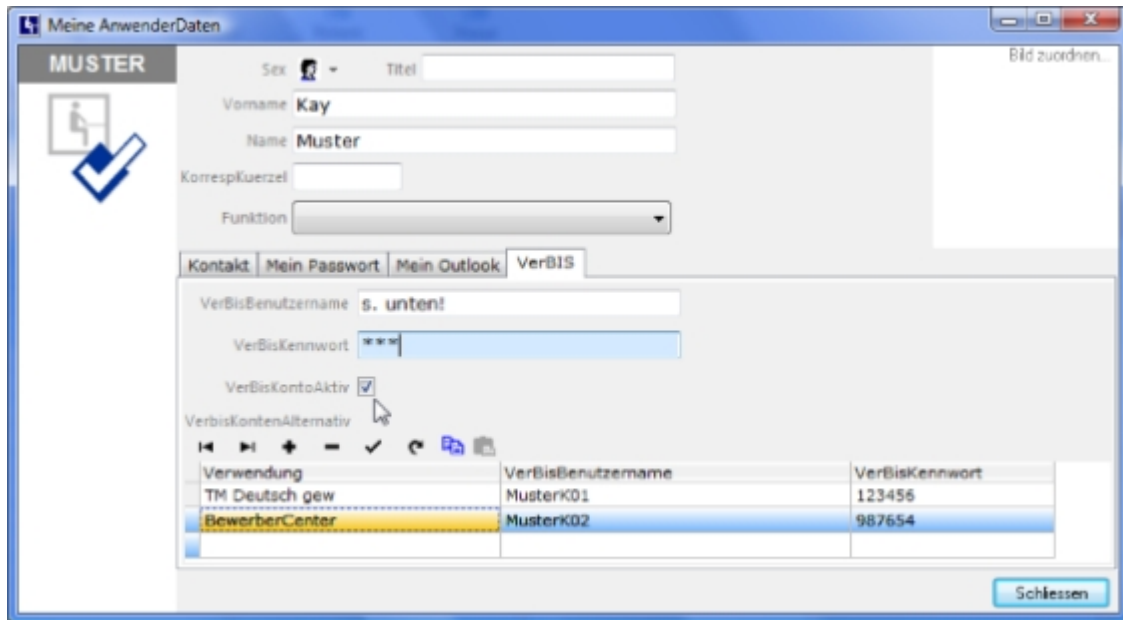 Meine AnwenderDaten
MUSTER
Bild zuordnen...
Sex Titel
Vorname Kay
Name Muster
KorrespKuerzel
Funktion
Kontakt Mein Passwort Mein Outlook VerBIS
VerBisBenutzername s. unten!
VerBisKennwort ***
VerBisKontoAktiv
VerbisKontenAlternativ
Verwendung VerBisBenutzername VerBisKennwort
TM Deutsch gew MusterK01 123456
BewerberCenter MusterK02 987654
Schliessen